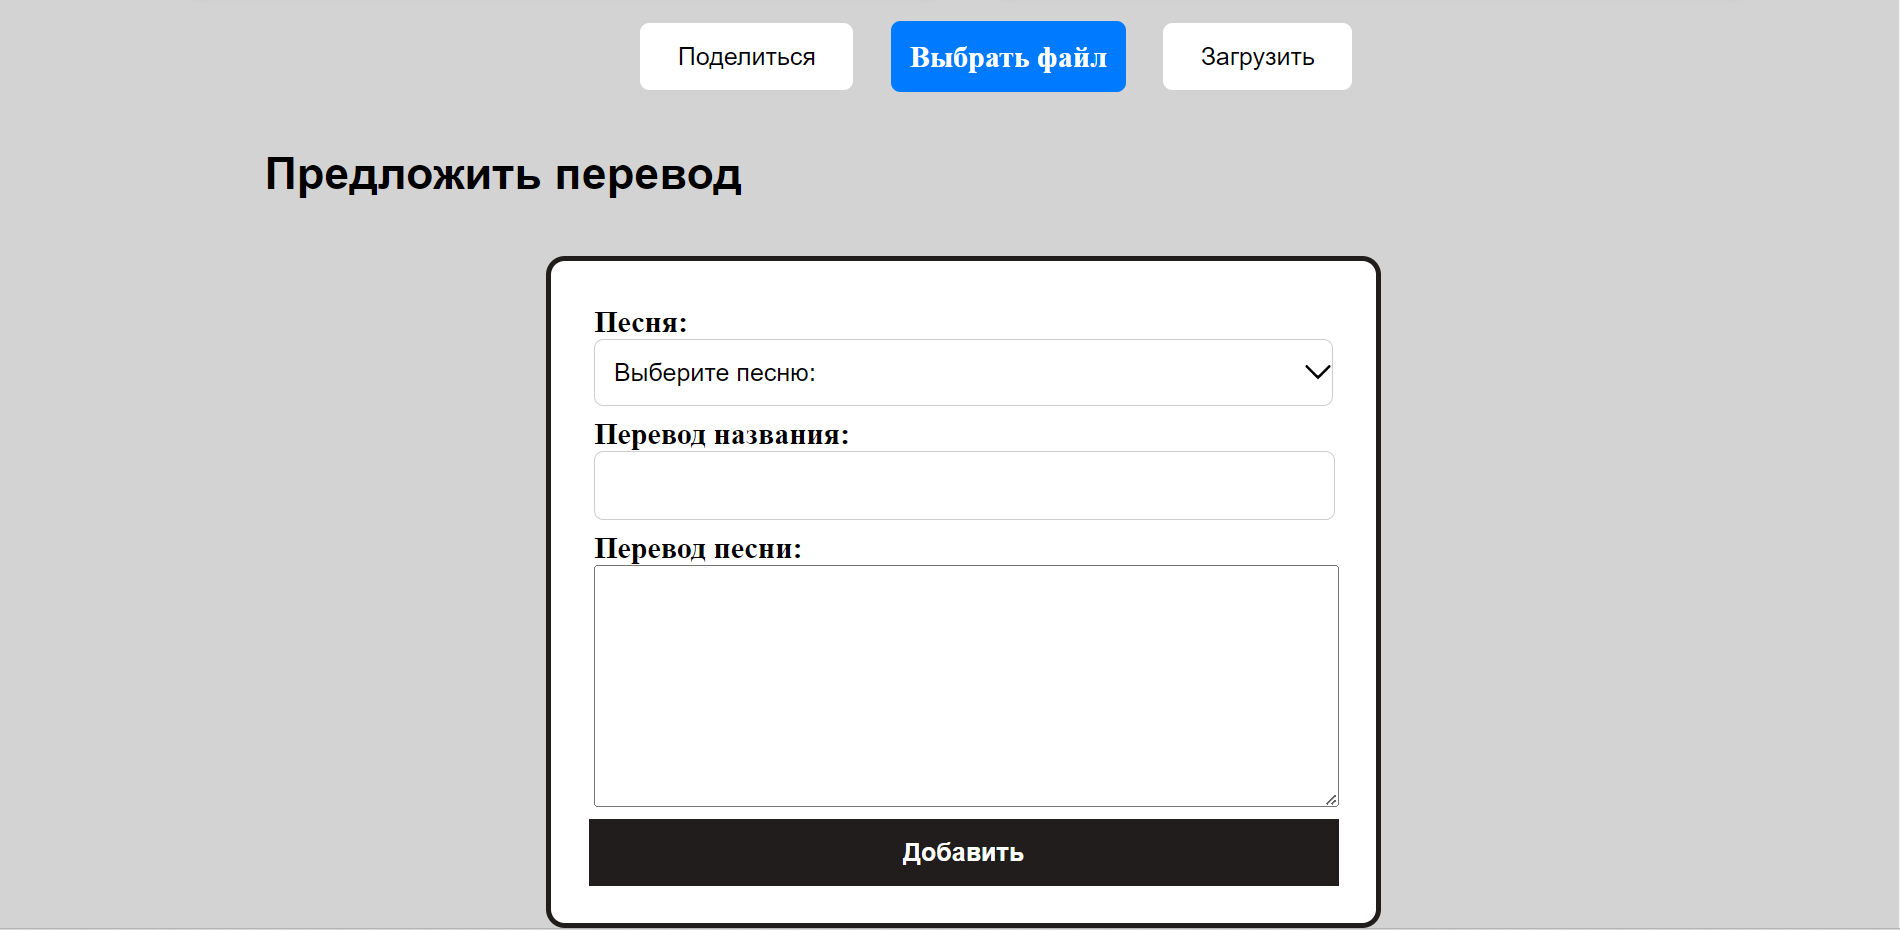 Поделиться
Выбрать файл
Загрузить
Предложить перевод
Песня:
Выберите песню:
Перевод названия:
Перевод песни:
Добавить